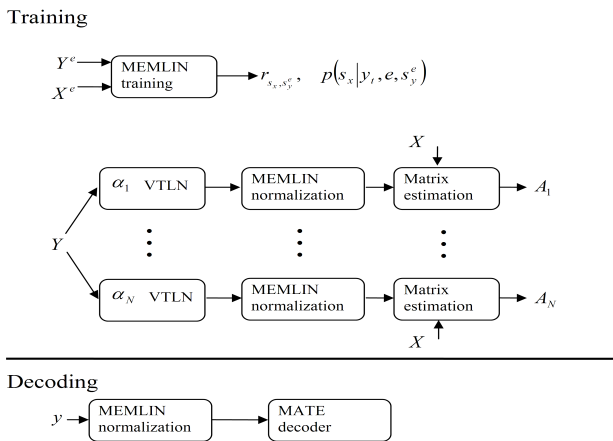 Training
Y^e
X^e
MEMLIN
training
r_{s_x,s_y^e}, p(s_x|y_t,e,s_y^e)
X
α_1 VTLN
MEMLIN
normalization
Matrix
estimation
A_1
Y
α_N VTLN
MEMLIN
normalization
Matrix
estimation
A_N
X
Decoding
y
MEMLIN
normalization
MATE
decoder